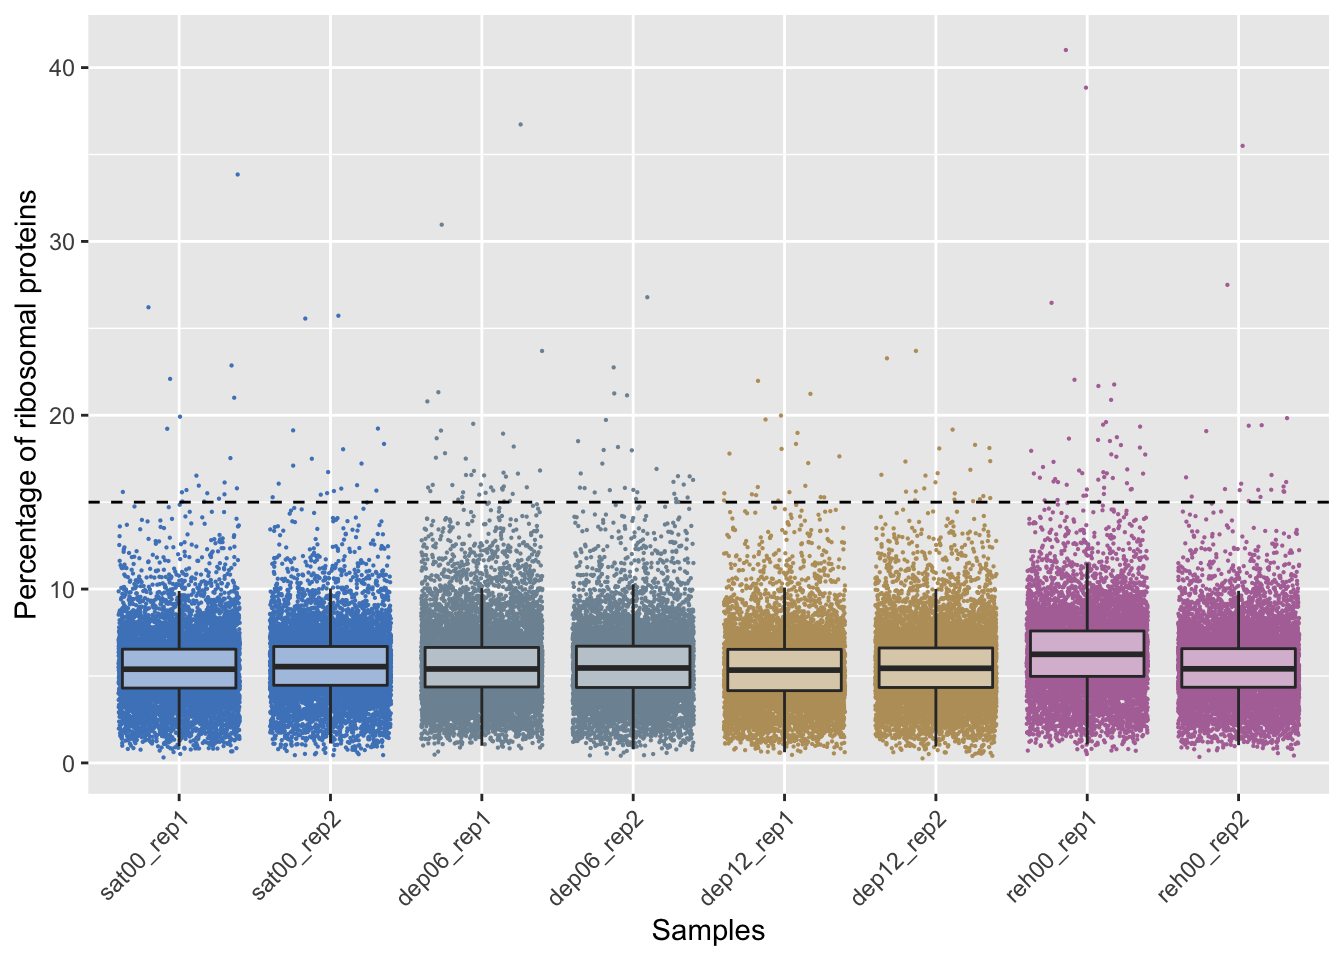 Percentage of ribosomal proteins
40
30
20
10
0
sat00_rep1
sat00_rep2
dep06_rep1
dep06_rep2
dep12_rep1
dep12_rep2
reh00_rep1
reh00_rep2
Samples